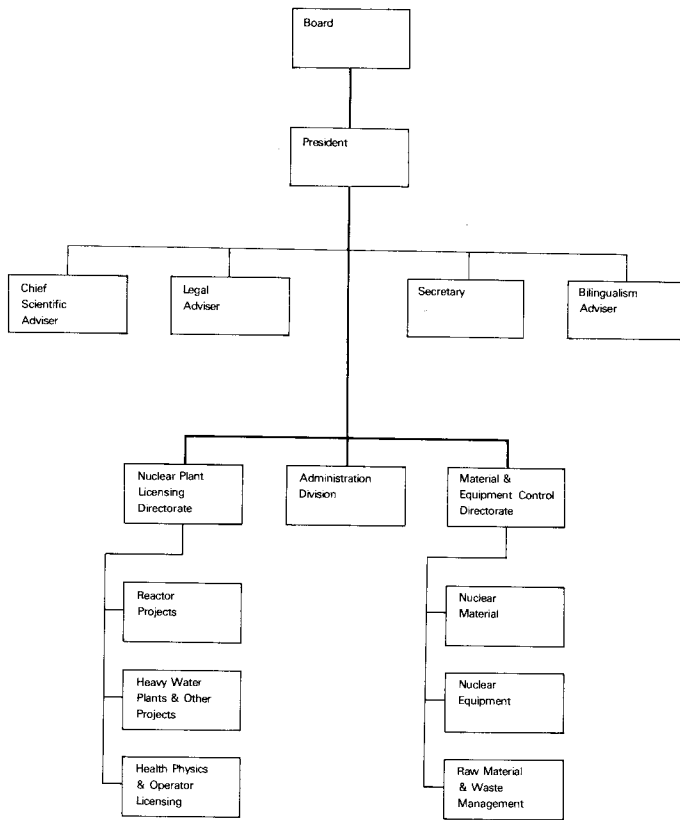 Board
President
Chief
Scientific
Adviser
Legal
Adviser
Secretary
Bilingualism
Adviser
Nuclear Plant
Licensing
Directorate
Administration
Division
Material &
Equipment Control
Directorate
Reactor
Projects
Heavy Water
Plants & Other
Projects
Health Physics
& Operator
Licensing
Nuclear
Material
Nuclear
Equipment
Raw Material
& Waste
Management